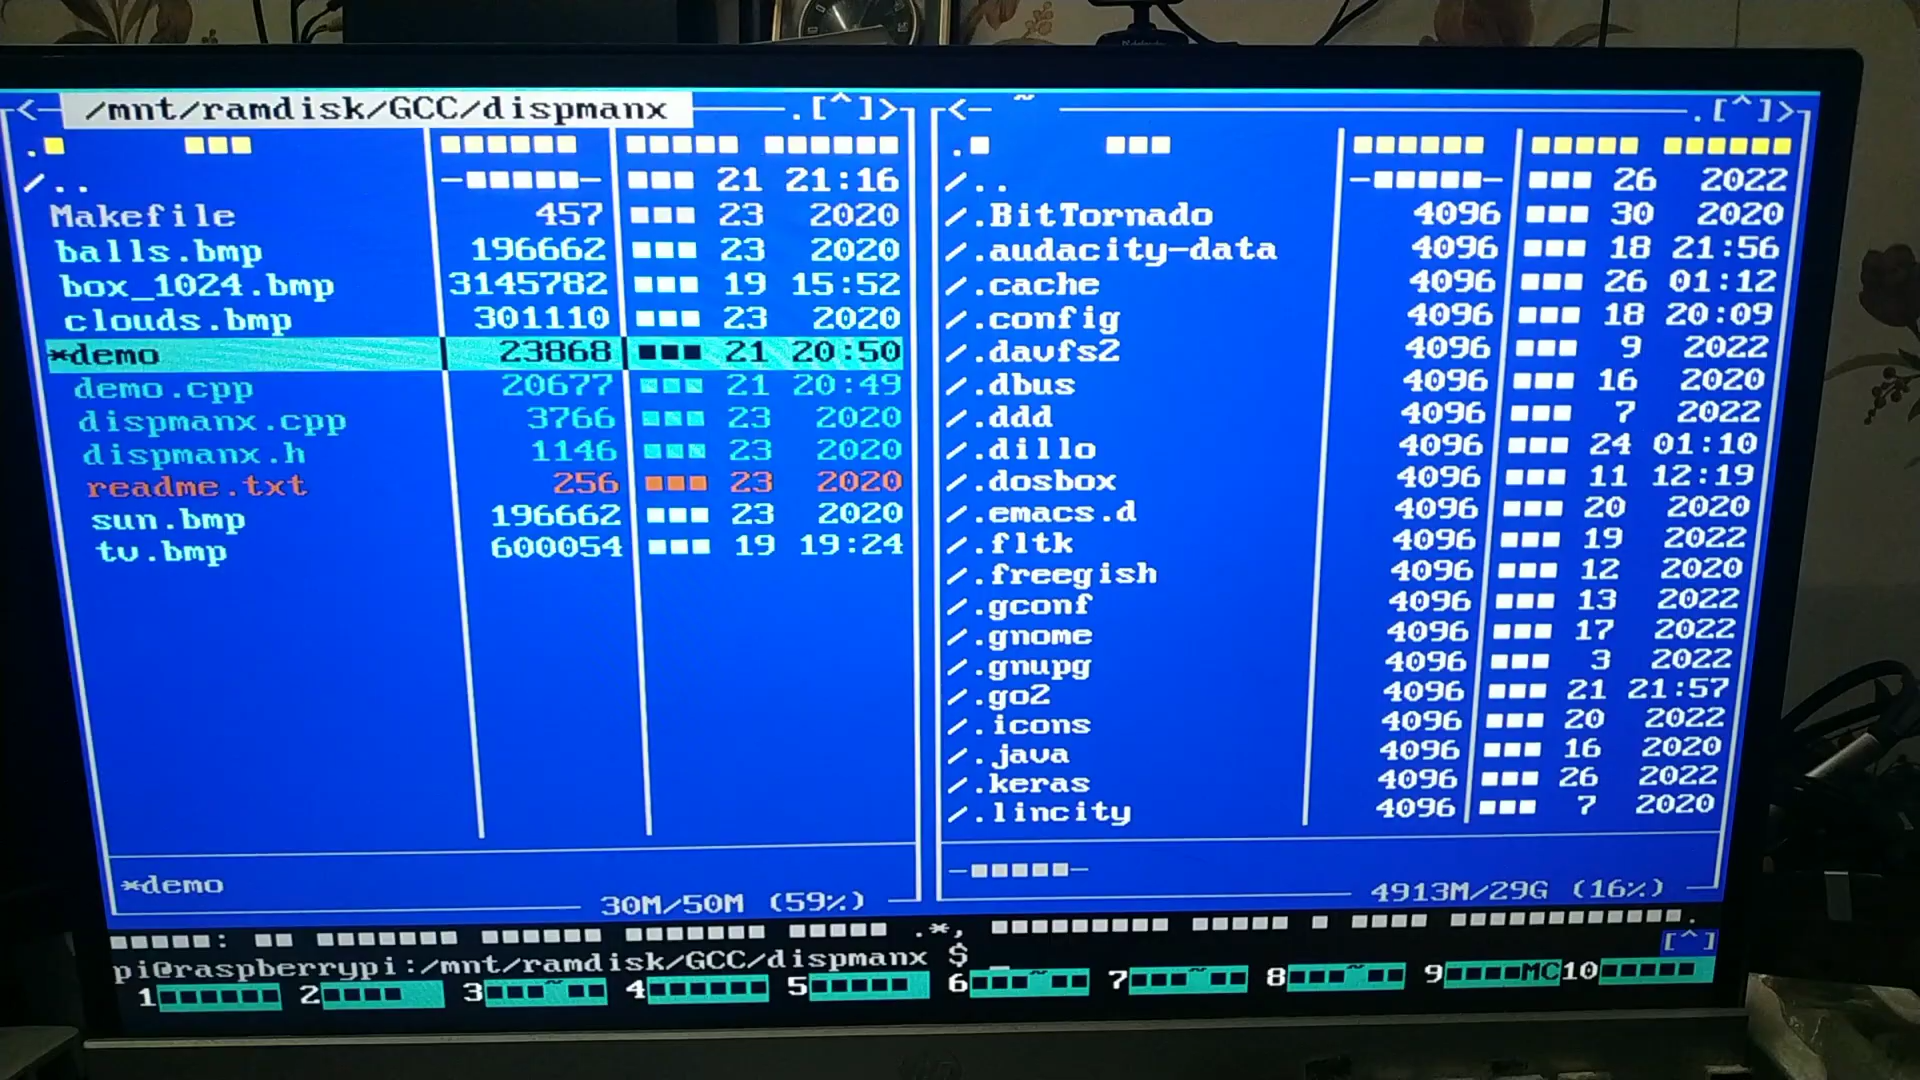 <─ /mnt/ramdisk/GCC/dispmanx ─.[^]>
.■ ■■■ ■■■■■■ ■■■■■ ■■■■■■
/.. -■■■■■- ■■■ 21 21:16
Makefile 457 ■■■ 23 2020
balls.bmp 196662 ■■■ 23 2020
box_1024.bmp 3145782 ■■■ 19 15:52
clouds.bmp 301110 ■■■ 23 2020
*demo 23868 ■■■ 21 20:50
demo.cpp 20677 ■■■ 21 20:49
dispmanx.cpp 3766 ■■■ 23 2020
dispmanx.h 1146 ■■■ 23 2020
readme.txt 256 ■■■ 23 2020
sun.bmp 196662 ■■■ 23 2020
tv.bmp 600054 ■■■ 19 19:24
*demo
30M/50M (59%)
<─ ~ ─.[^]>
.■ ■■■ ■■■■■■ ■■■■■ ■■■■■■
/.. -■■■■■- ■■■ 26 2022
/.BitTornado 4096 ■■■ 30 2020
/.audacity-data 4096 ■■■ 18 21:56
/.cache 4096 ■■■ 26 01:12
/.config 4096 ■■■ 18 20:09
/.davfs2 4096 ■■■ 9 2022
/.dbus 4096 ■■■ 16 2020
/.ddd 4096 ■■■ 7 2022
/.dillo 4096 ■■■ 24 01:10
/.dosbox 4096 ■■■ 11 12:19
/.emacs.d 4096 ■■■ 20 2020
/.fltk 4096 ■■■ 19 2022
/.freegish 4096 ■■■ 12 2020
/.gconf 4096 ■■■ 13 2022
/.gnome 4096 ■■■ 17 2022
/.gnupg 4096 ■■■ 3 2022
/.go2 4096 ■■■ 21 21:57
/.icons 4096 ■■■ 20 2022
/.java 4096 ■■■ 16 2020
/.keras 4096 ■■■ 26 2022
/.lincity 4096 ■■■ 7 2020
-■■■■■-
4913M/29G (16%)
■■■■■: ■■ ■■■■■■■ ■■■■■■ ■■■■■■■ ■■■■■ .*, ■■■■■■■■■ ■■■■■ ■ ■■■■ ■■■■■■■■■■■■.
[^]
pi@raspberrypi:/mnt/ramdisk/GCC/dispmanx $ _
1■■■■■■ 2■■■■ 3■■■~■■ 4■■■■■■ 5■■■■■ 6■■■~■■ 7■■■~■■ 8■■■~■■ 9■■■■MC 10■■■■■